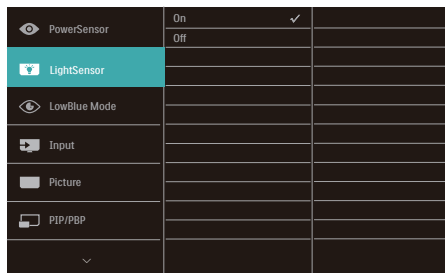 PowerSensor
LightSensor
LowBlue Mode
Input
Picture
PIP/PBP
On
Off